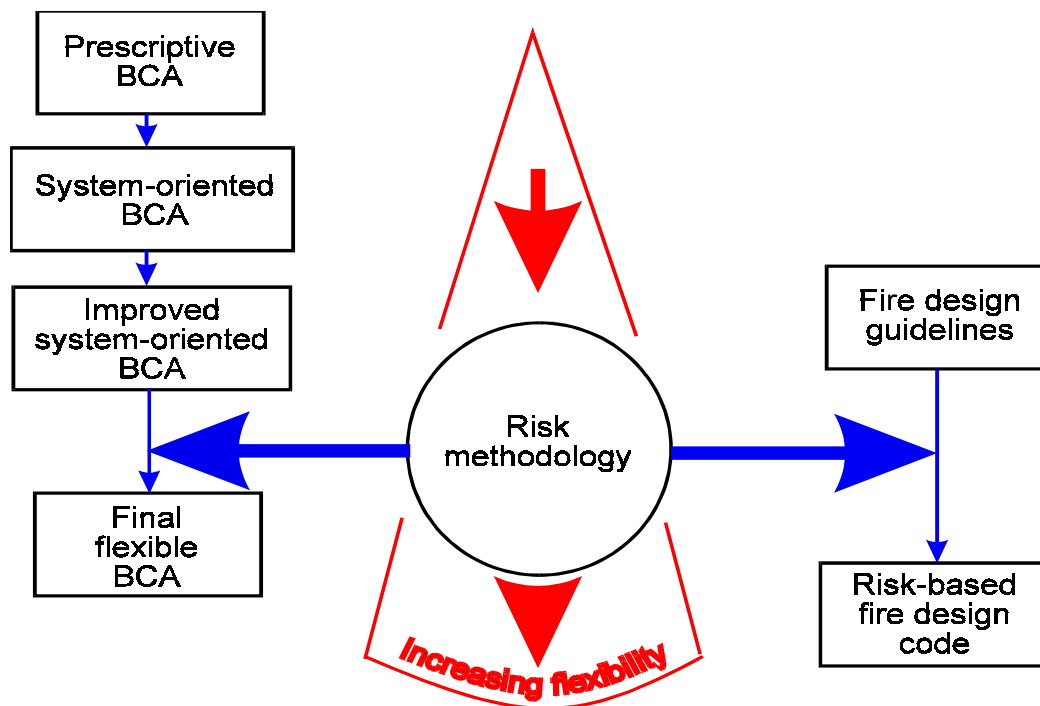 Prescriptive
BCA
System-oriented
BCA
Improved
system-oriented
BCA
Final
flexible
BCA
Risk
methodology
Increasing flexibility
Fire design
guidelines
Risk-based
fire design
code